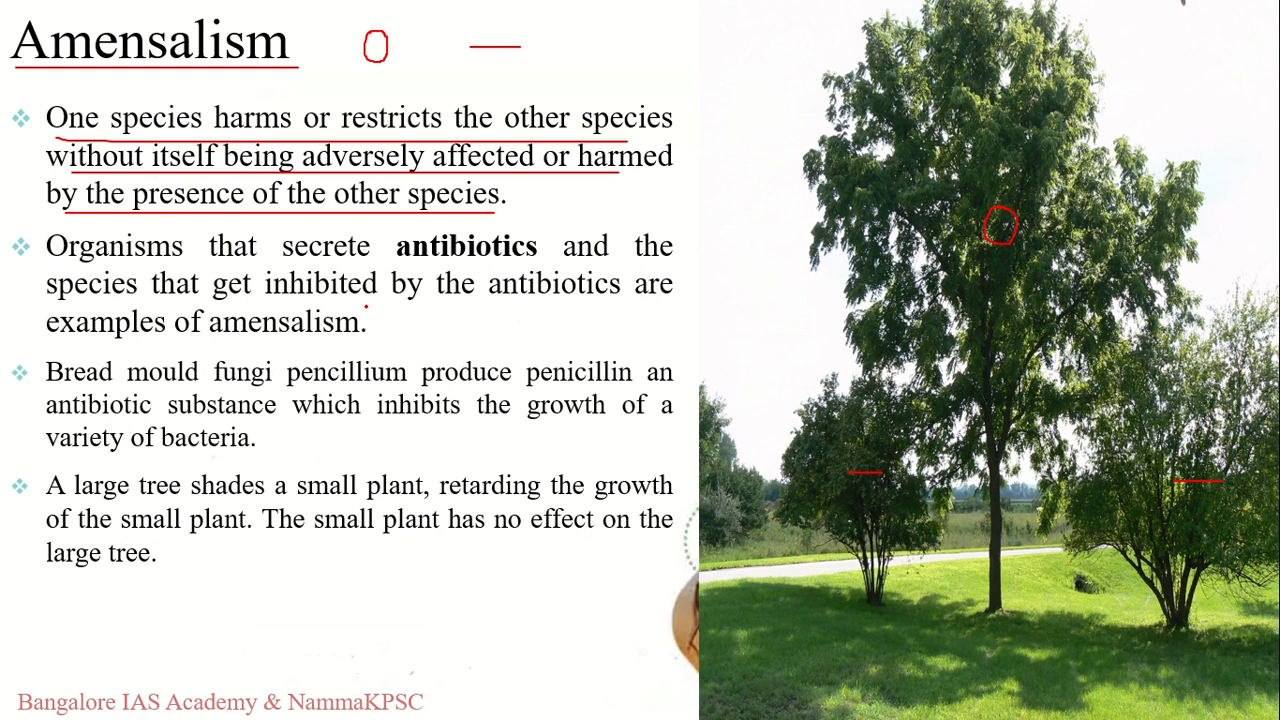 Amensalism 0 —
One species harms or restricts the other species
without itself being adversely affected or harmed
by the presence of the other species.
Organisms that secrete antibiotics and the
species that get inhibited by the antibiotics are
examples of amensalism.
Bread mould fungi pencillium produce penicillin an
antibiotic substance which inhibits the growth of a
variety of bacteria.
A large tree shades a small plant, retarding the growth
of the small plant. The small plant has no effect on the
large tree.
Bangalore IAS Academy & NammaKPSC